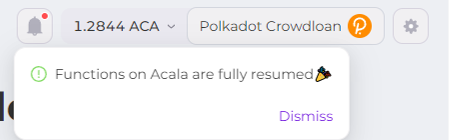 1.2844 ACA
Polkadot Crowdloan
Functions on Acala are fully resumed🎉
Dismiss